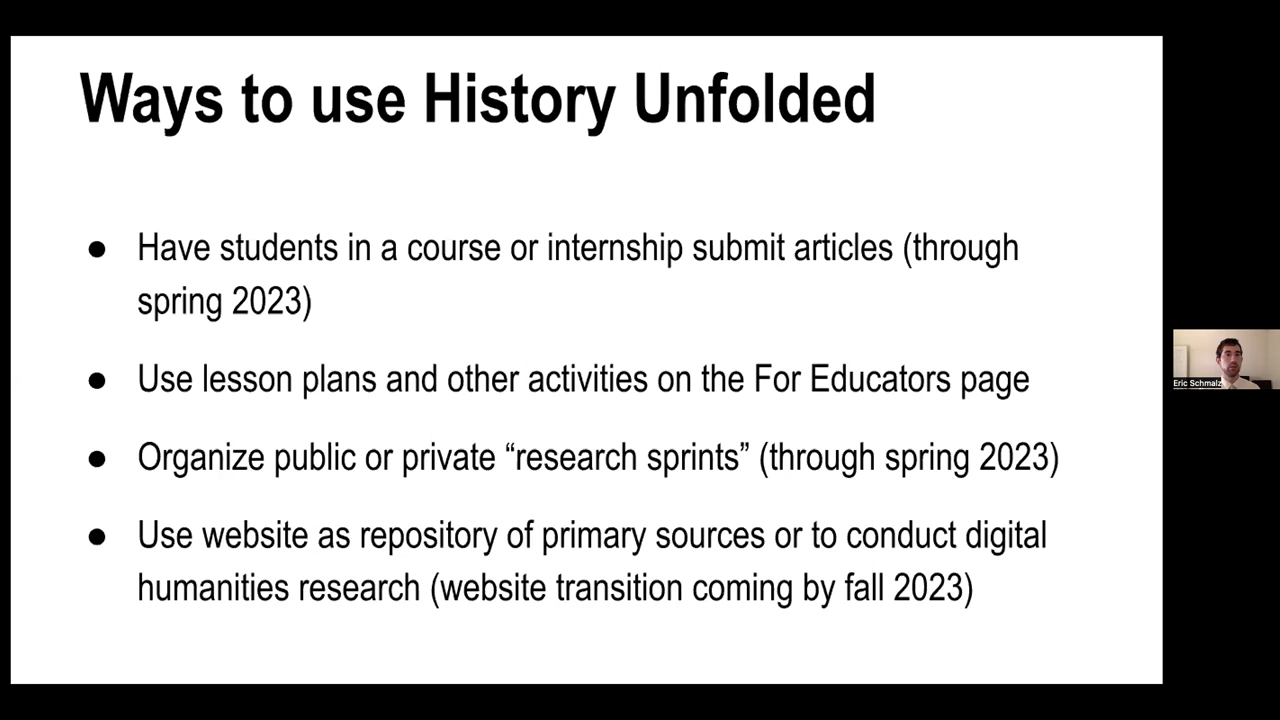 Ways to use History Unfolded
● Have students in a course or internship submit articles (through
spring 2023)
● Use lesson plans and other activities on the For Educators page
● Organize public or private “research sprints” (through spring 2023)
● Use website as repository of primary sources or to conduct digital
humanities research (website transition coming by fall 2023)
Eric Schmalz